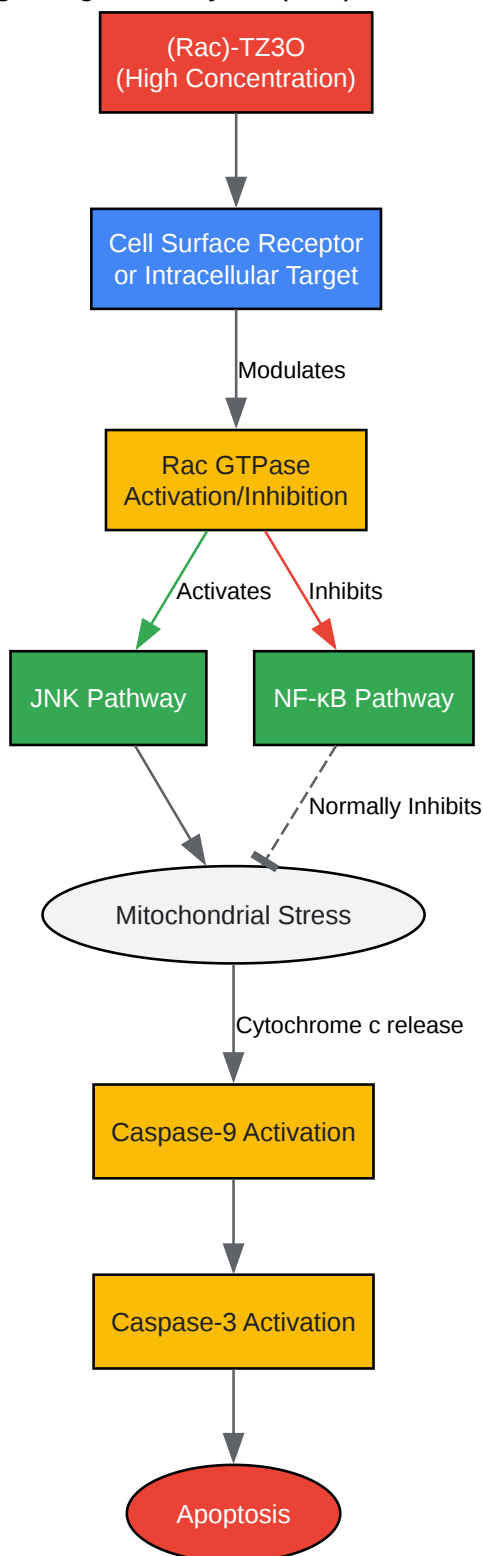 (Rac)-TZ3O
(High Concentration)
Cell Surface Receptor
or Intracellular Target
Modulates
Rac GTPase
Activation/Inhibition
Activates
Inhibits
JNK Pathway
NF-κB Pathway
Normally Inhibits
Mitochondrial Stress
Cytochrome c release
Caspase-9 Activation
Caspase-3 Activation
Apoptosis